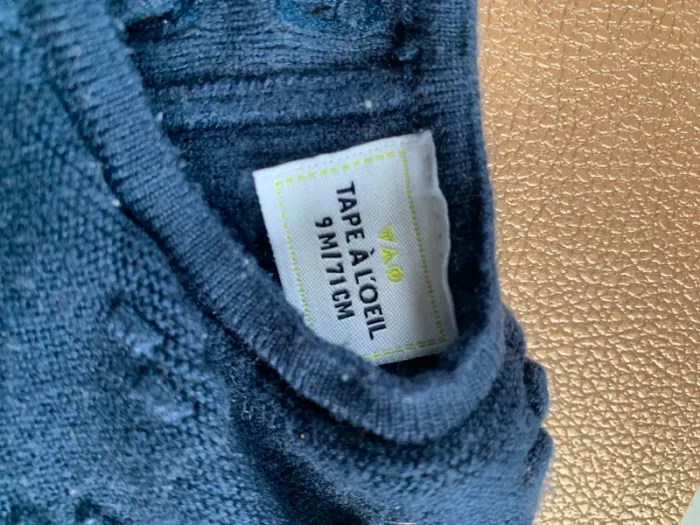 TAO
TAPE À L'OEIL
9 M/71CM